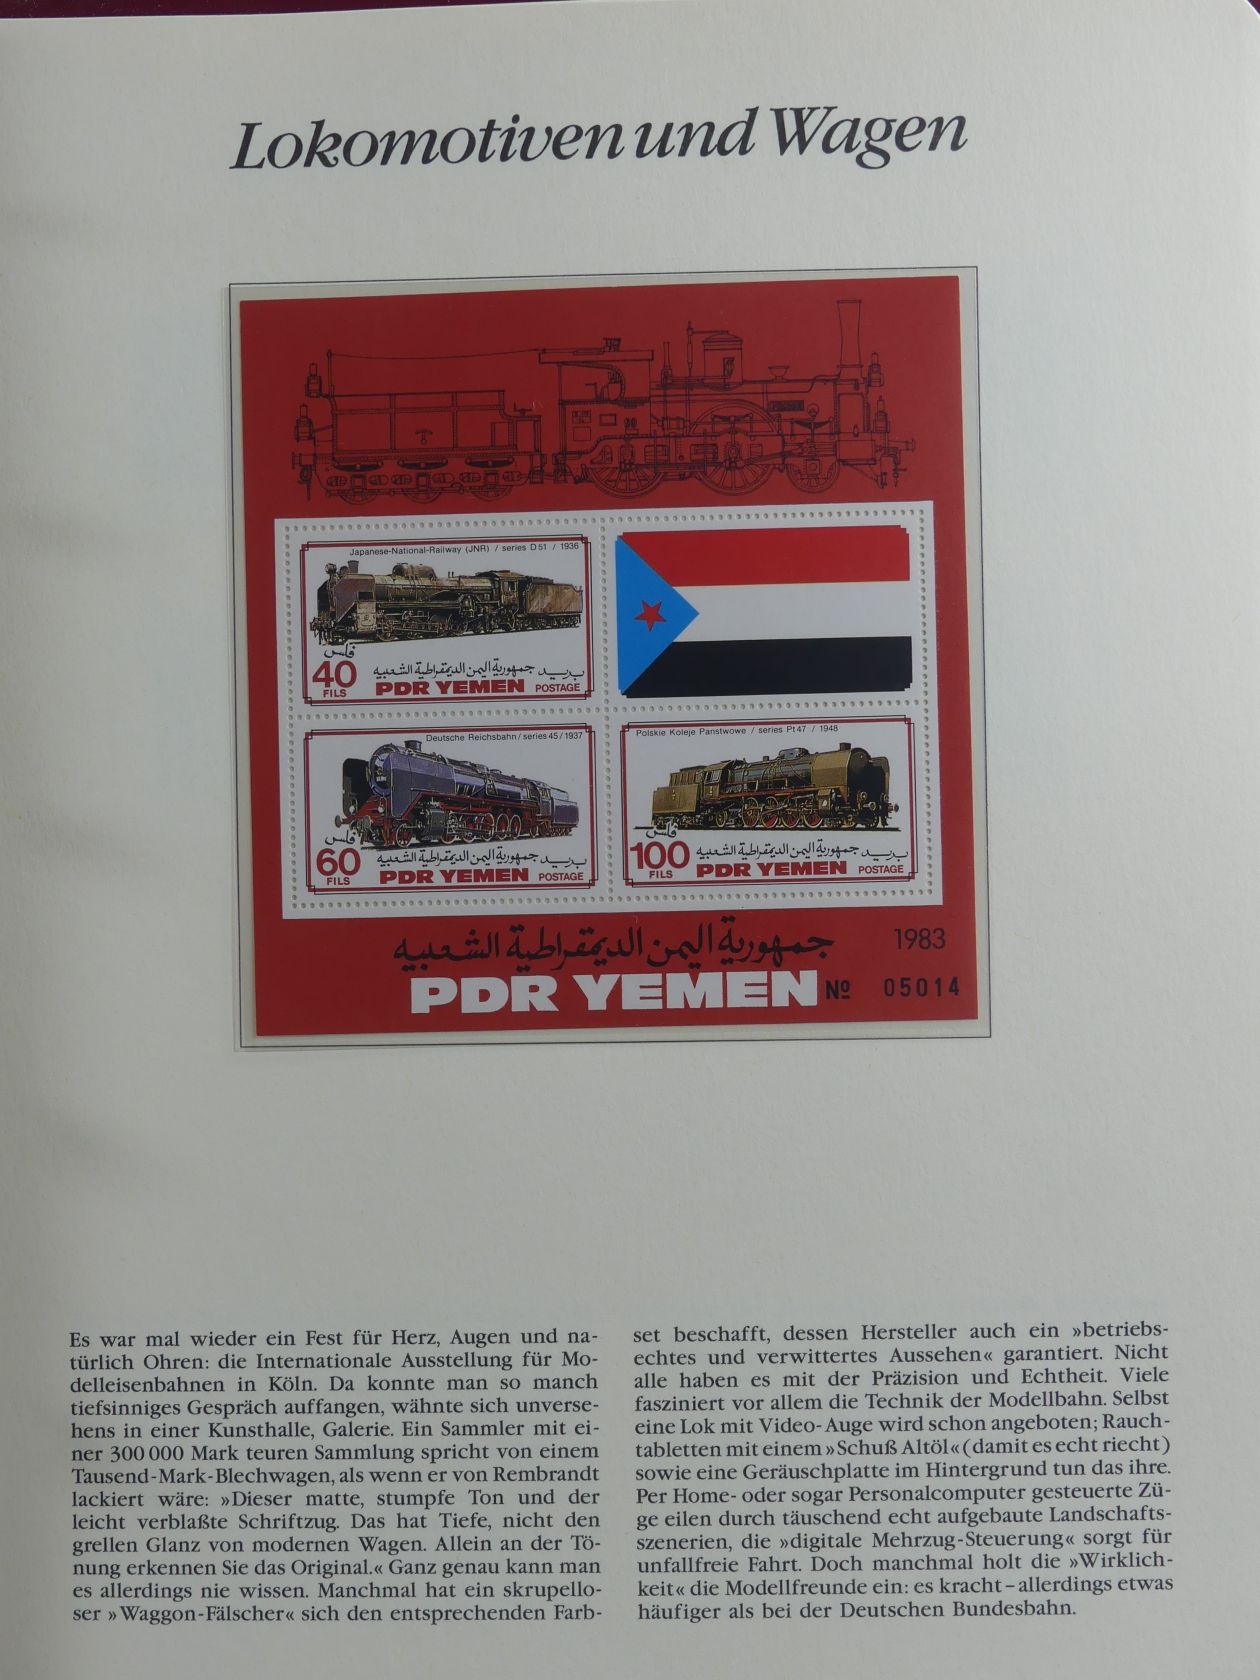 Lokomotiven und Wagen
Japanese-National-Railway (JNR) / series D51 / 1936
فلس
40
FILS
بريد جمهورية اليمن الديمقراطية الشعبية
PDR YEMEN POSTAGE
Deutsche Reichsbahn / series 45 / 1937
فلس
60
FILS
بريد جمهورية اليمن الديمقراطية الشعبية
PDR YEMEN POSTAGE
Polskie Koleje Panstwowe / series Pt47 / 1948
فلس
100
FILS
بريد جمهورية اليمن الديمقراطية الشعبية
PDR YEMEN POSTAGE
جمهورية اليمن الديمقراطية الشعبية
1983
PDR YEMEN № 05014
Es war mal wieder ein Fest für Herz, Augen und na-
türlich Ohren: die Internationale Ausstellung für Mo-
delleisenbahnen in Köln. Da konnte man so manch
tiefsinniges Gespräch auffangen, wähnte sich unverse-
hens in einer Kunsthalle, Galerie. Ein Sammler mit ei-
ner 300 000 Mark teuren Sammlung spricht von einem
Tausend-Mark-Blechwagen, als wenn er von Rembrandt
lackiert wäre: »Dieser matte, stumpfe Ton und der
leicht verblaßte Schriftzug. Das hat Tiefe, nicht den
grellen Glanz von modernen Wagen. Allein an der Tö-
nung erkennen Sie das Original.« Ganz genau kann man
es allerdings nie wissen. Manchmal hat ein skrupello-
ser »Waggon-Fälscher« sich den entsprechenden Farb-
set beschafft, dessen Hersteller auch ein »betriebs-
echtes und verwittertes Aussehen« garantiert. Nicht
alle haben es mit der Präzision und Echtheit. Viele
fasziniert vor allem die Technik der Modellbahn. Selbst
eine Lok mit Video-Auge wird schon angeboten; Rauch-
tabletten mit einem »Schuß Altöl« (damit es echt riecht)
sowie eine Geräuschplatte im Hintergrund tun das ihre.
Per Home- oder sogar Personalcomputer gesteuerte Zü-
ge eilen durch täuschend echt aufgebaute Landschafts-
szenerien, die »digitale Mehrzug-Steuerung« sorgt für
unfallfreie Fahrt. Doch manchmal holt die »Wirklich-
keit« die Modellfreunde ein: es kracht – allerdings etwas
häufiger als bei der Deutschen Bundesbahn.